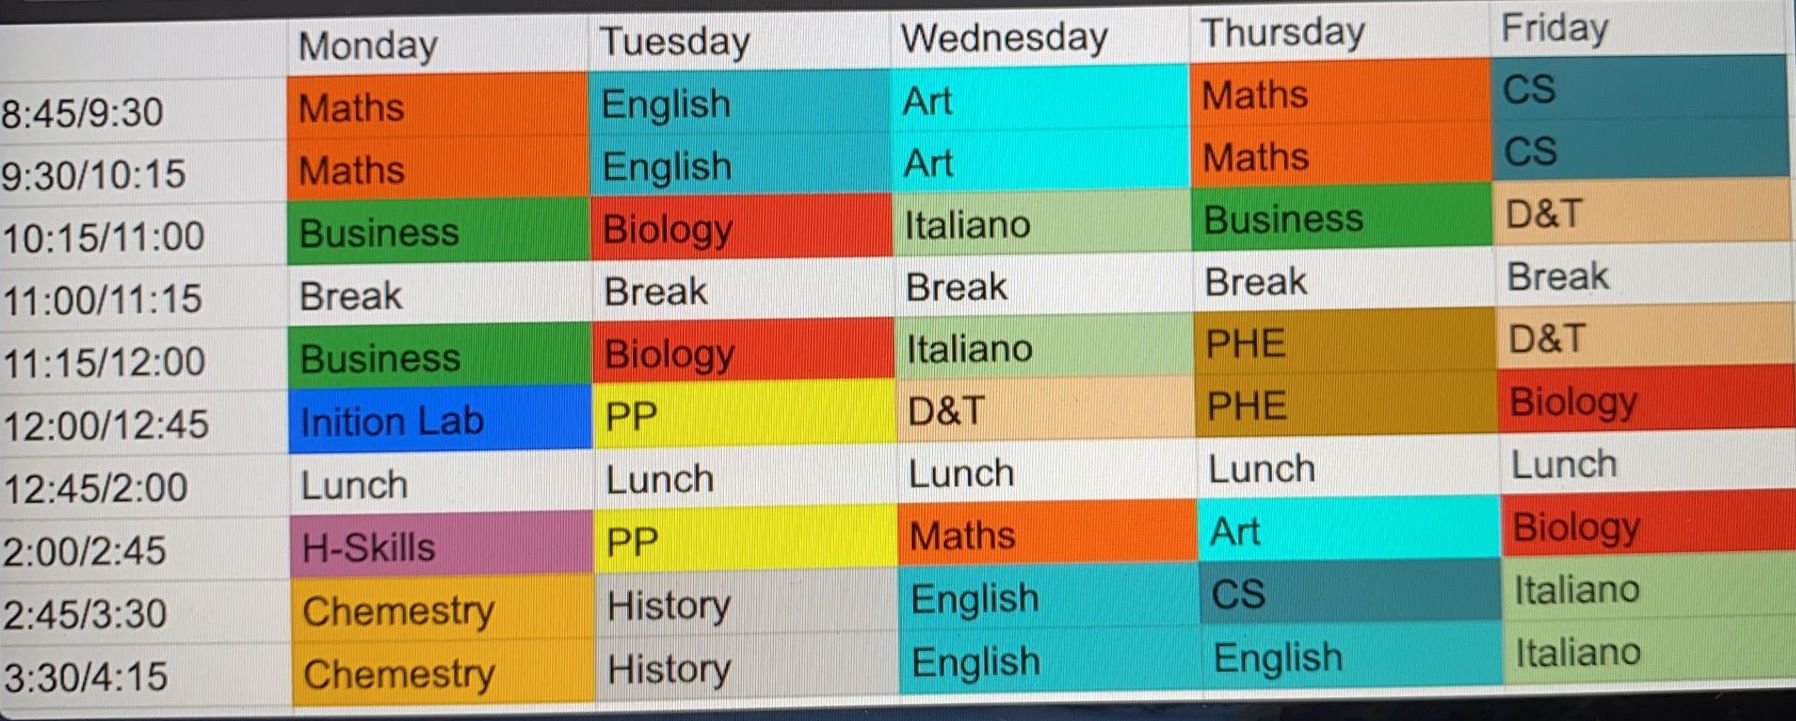 Monday Tuesday Wednesday Thursday Friday
8:45/9:30 Maths English Art Maths CS
9:30/10:15 Maths English Art Maths CS
10:15/11:00 Business Biology Italiano Business D&T
11:00/11:15 Break Break Break Break Break
11:15/12:00 Business Biology Italiano PHE D&T
12:00/12:45 Inition Lab PP D&T PHE Biology
12:45/2:00 Lunch Lunch Lunch Lunch Lunch
2:00/2:45 H-Skills PP Maths Art Biology
2:45/3:30 Chemestry History English CS Italiano
3:30/4:15 Chemestry History English English Italiano